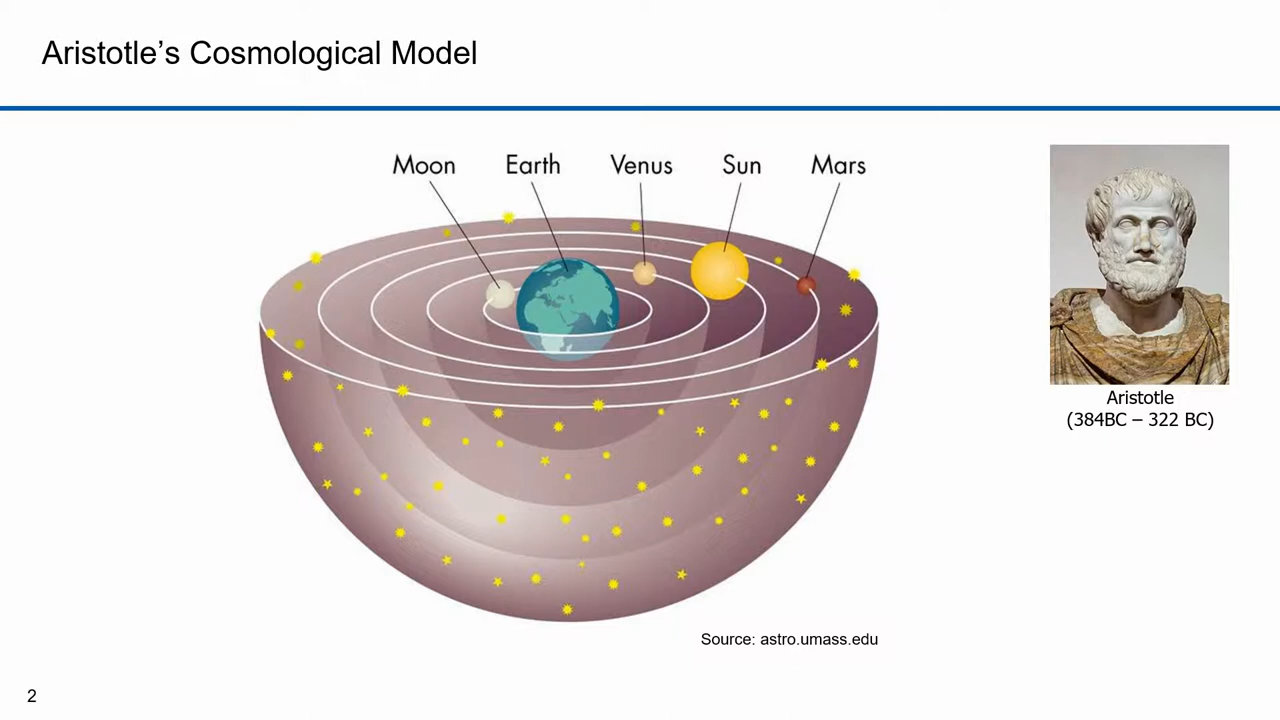 Aristotle’s Cosmological Model
Moon Earth Venus Sun Mars
Aristotle
(384BC – 322 BC)
Source: astro.umass.edu
2